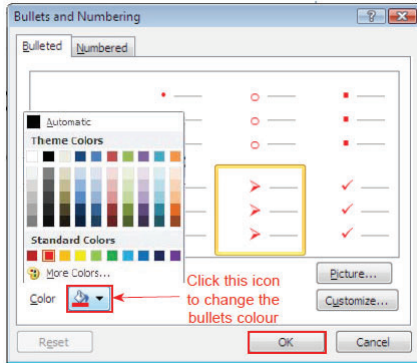 Bullets and Numbering
Bulleted Numbered
Automatic
Theme Colors
Standard Colors
More Colors...
Color
Click this icon
to change the
bullets colour
Picture...
Customize...
Reset
OK
Cancel